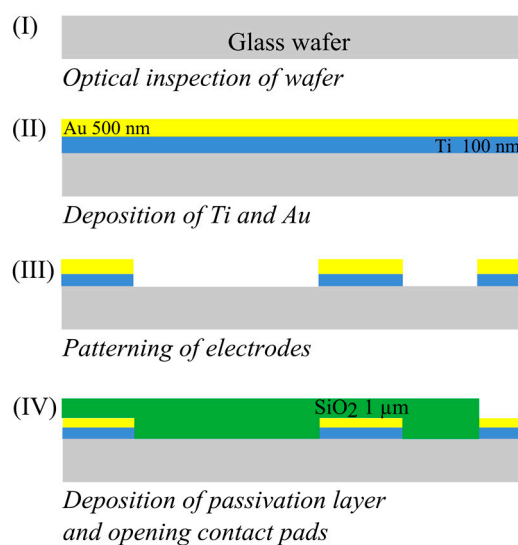 (I)
Glass wafer
Optical inspection of wafer
(II)
Au 500 nm
Ti 100 nm
Deposition of Ti and Au
(III)
Patterning of electrodes
(IV)
SiO2 1 µm
Deposition of passivation layer
and opening contact pads